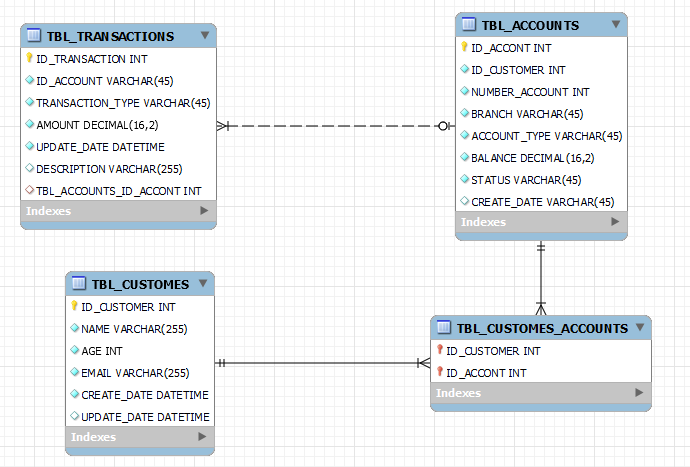 TBL_TRANSACTIONS
ID_TRANSACTION INT
ID_ACCOUNT VARCHAR(45)
TRANSACTION_TYPE VARCHAR(45)
AMOUNT DECIMAL(16,2)
UPDATE_DATE DATETIME
DESCRIPTION VARCHAR(255)
TBL_ACCOUNTS_ID_ACCONT INT
Indexes
TBL_ACCOUNTS
ID_ACCONT INT
ID_CUSTOMER INT
NUMBER_ACCOUNT INT
BRANCH VARCHAR(45)
ACCOUNT_TYPE VARCHAR(45)
BALANCE DECIMAL(16,2)
STATUS VARCHAR(45)
CREATE_DATE VARCHAR(45)
Indexes
TBL_CUSTOMES
ID_CUSTOMER INT
NAME VARCHAR(255)
AGE INT
EMAIL VARCHAR(255)
CREATE_DATE DATETIME
UPDATE_DATE DATETIME
Indexes
TBL_CUSTOMES_ACCOUNTS
ID_CUSTOMER INT
ID_ACCONT INT
Indexes